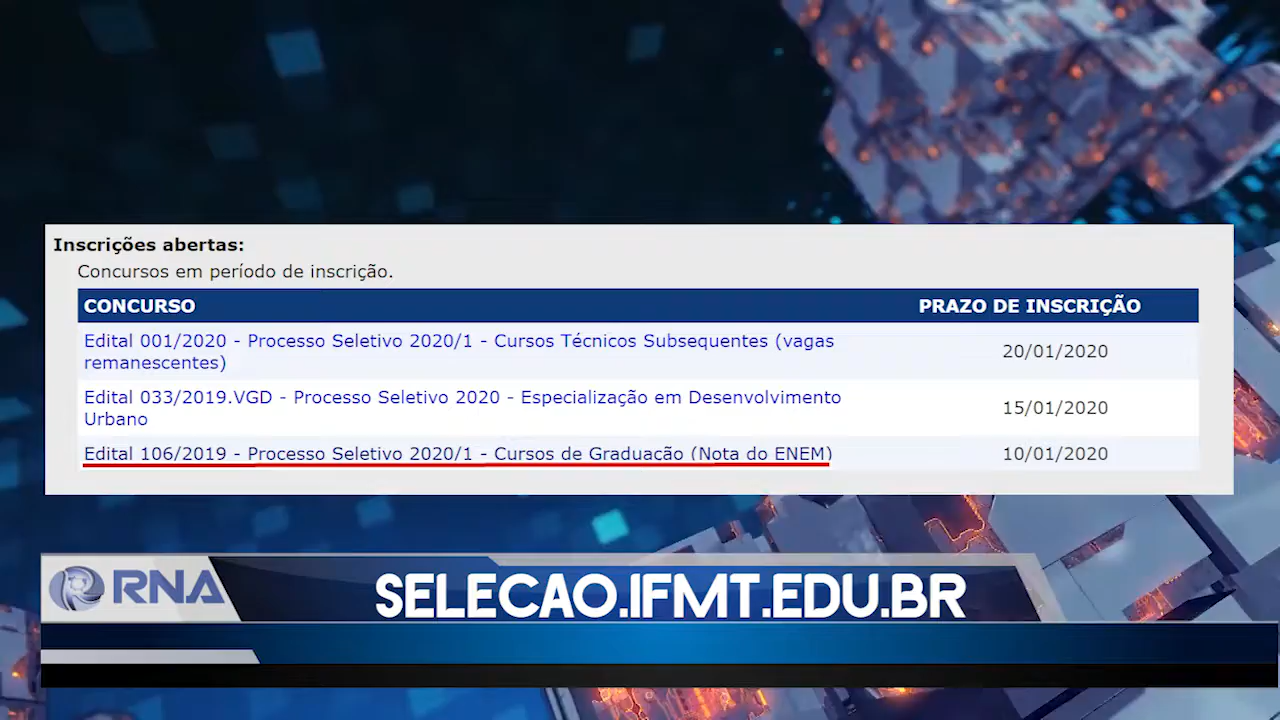 Inscrições abertas:
Concursos em período de inscrição.
CONCURSO PRAZO DE INSCRIÇÃO
Edital 001/2020 - Processo Seletivo 2020/1 - Cursos Técnicos Subsequentes (vagas
remanescentes)
20/01/2020
Edital 033/2019.VGD - Processo Seletivo 2020 - Especialização em Desenvolvimento
Urbano
15/01/2020
Edital 106/2019 - Processo Seletivo 2020/1 - Cursos de Graduação (Nota do ENEM) 10/01/2020
RNA
SELECAO.IFMT.EDU.BR